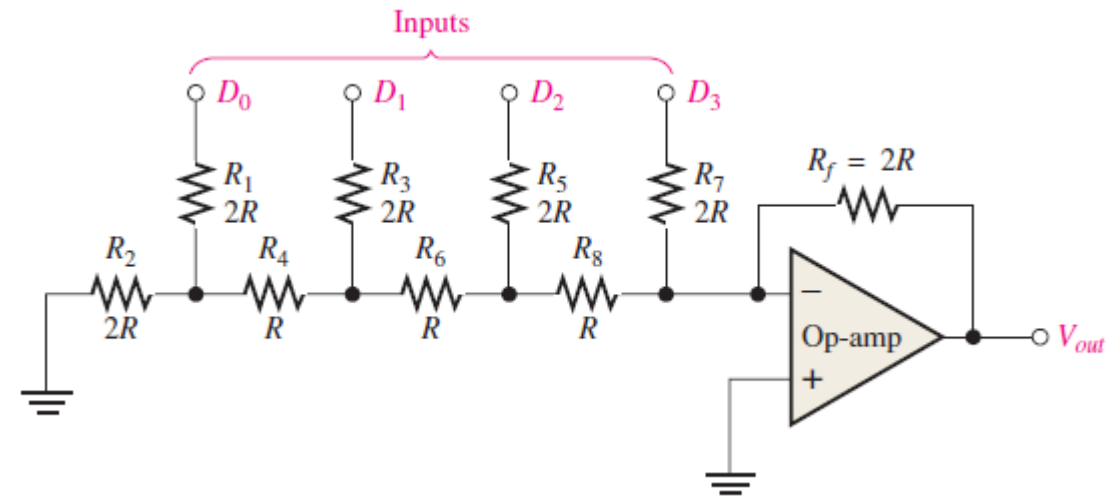 Inputs
D0 D1 D2 D3
Rf = 2R
R1 R3 R5 R7
2R 2R 2R 2R
R2 R4 R6 R8
2R R R R
−
Op-amp
+
Vout